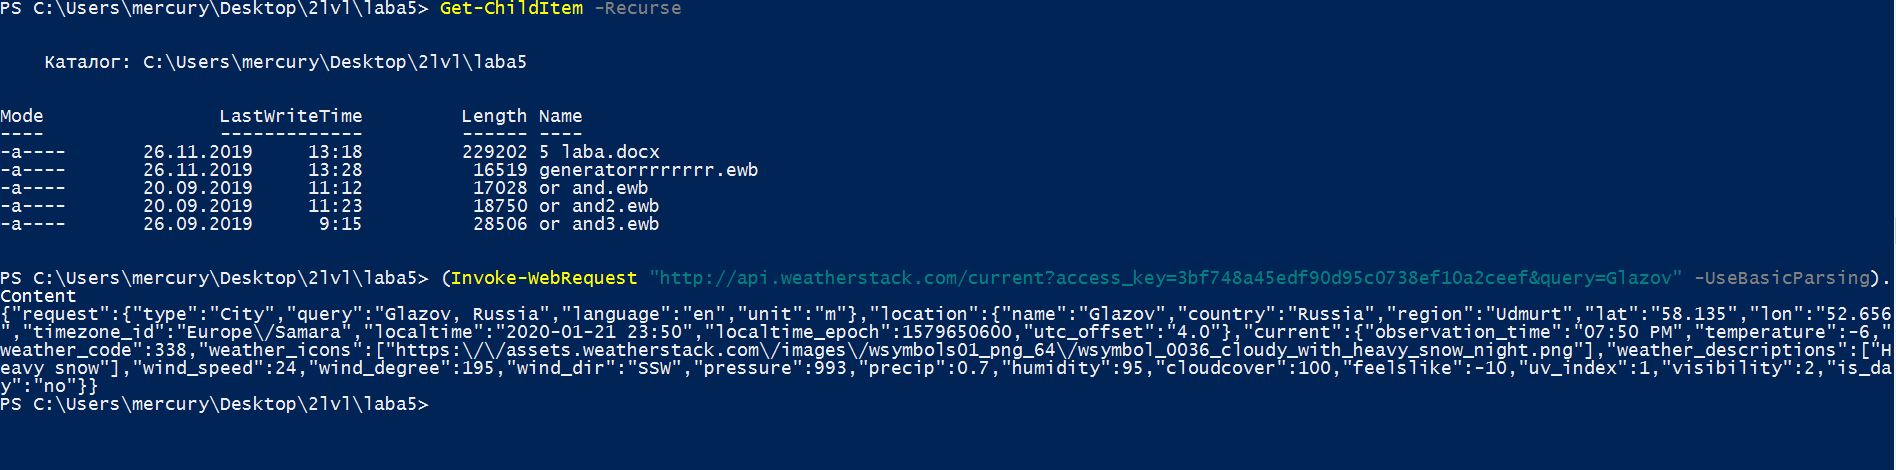 PS C:\Users\mercury\Desktop\2lvl\laba5> Get-ChildItem -Recurse
Каталог: C:\Users\mercury\Desktop\2lvl\laba5
Mode LastWriteTime Length Name
---- ------------- ------ ----
-a---- 26.11.2019 13:18 229202 5 laba.docx
-a---- 26.11.2019 13:28 16519 generatorrrrrrrr.ewb
-a---- 20.09.2019 11:12 17028 or and.ewb
-a---- 20.09.2019 11:23 18750 or and2.ewb
-a---- 26.09.2019 9:15 28506 or and3.ewb
PS C:\Users\mercury\Desktop\2lvl\laba5> (Invoke-WebRequest "http://api.weatherstack.com/current?access_key=3bf748a45edf90d95c0738ef10a2ceef&query=Glazov" -UseBasicParsing).
Content
{"request":{"type":"City","query":"Glazov, Russia","language":"en","unit":"m"},"location":{"name":"Glazov","country":"Russia","region":"Udmurt","lat":"58.135","lon":"52.656
","timezone_id":"Europe\/Samara","localtime":"2020-01-21 23:50","localtime_epoch":1579650600,"utc_offset":"4.0"},"current":{"observation_time":"07:50 PM","temperature":-6,"
weather_code":338,"weather_icons":["https:\/\/assets.weatherstack.com\/images\/wsymbols01_png_64\/wsymbol_0036_cloudy_with_heavy_snow_night.png"],"weather_descriptions":["H
eavy snow"],"wind_speed":24,"wind_degree":195,"wind_dir":"SSW","pressure":993,"precip":0.7,"humidity":95,"cloudcover":100,"feelslike":-10,"uv_index":1,"visibility":2,"is_da
y":"no"}}
PS C:\Users\mercury\Desktop\2lvl\laba5>